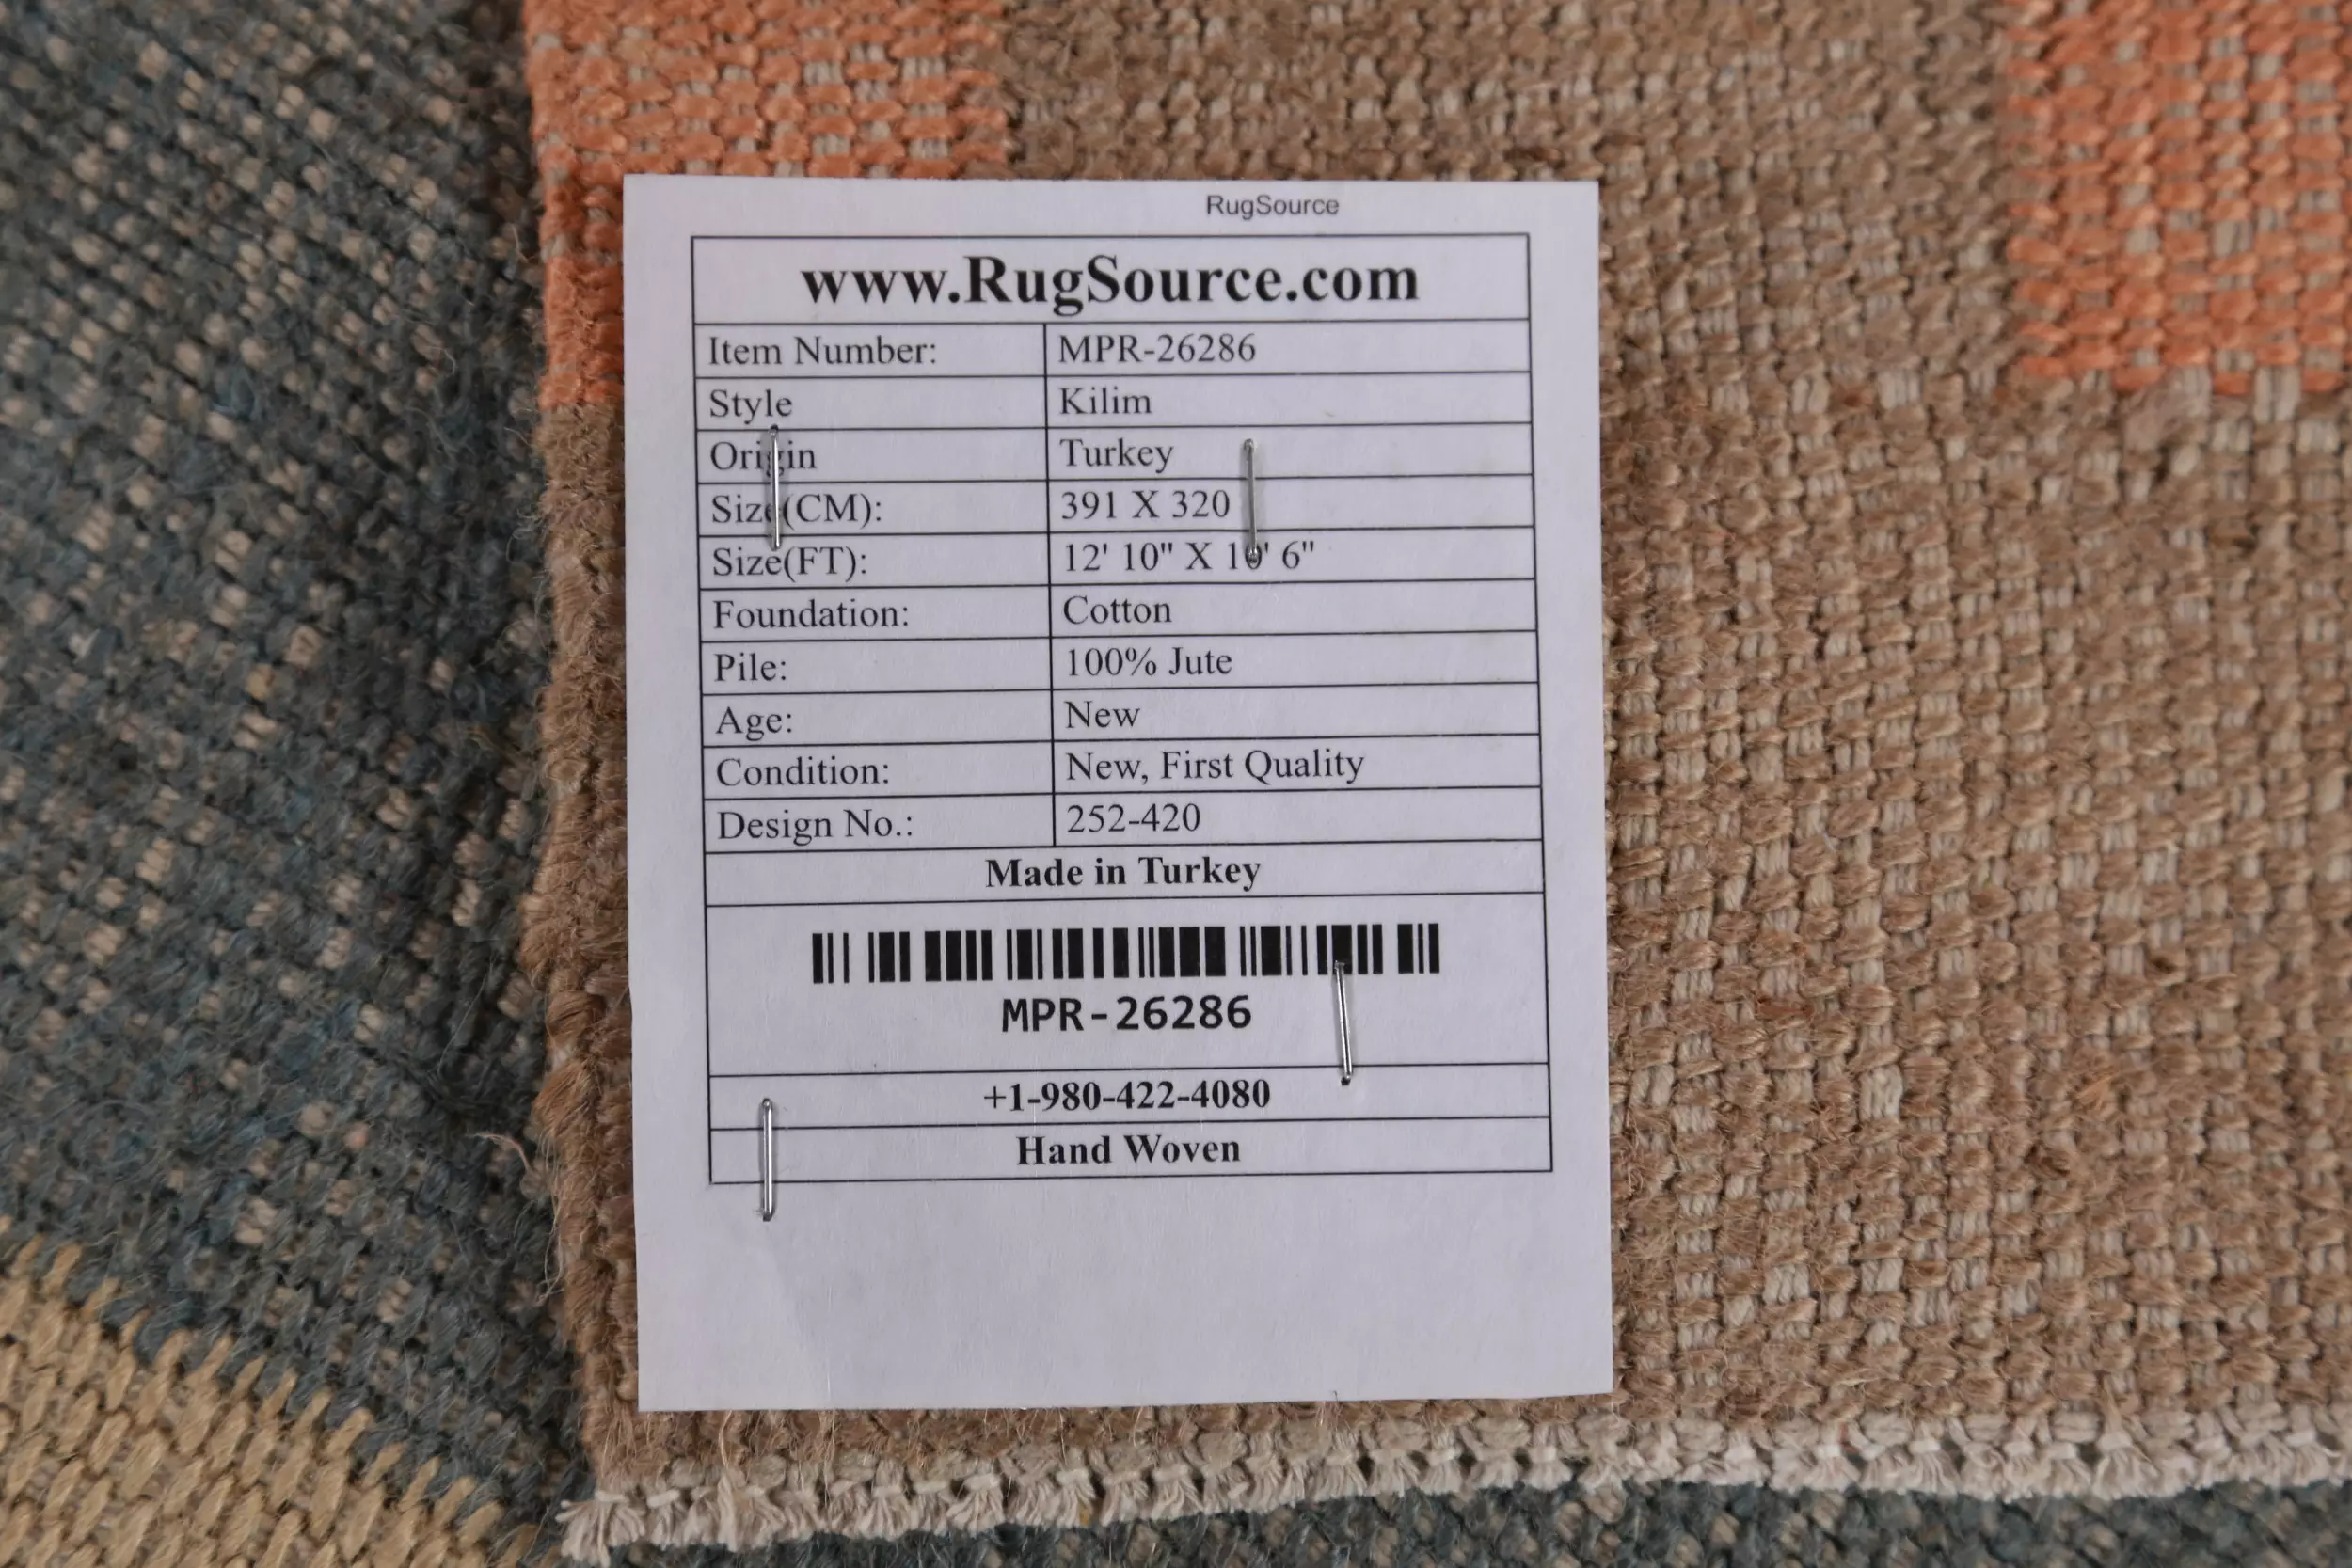 RugSource
www.RugSource.com
Item Number: MPR-26286
Style Kilim
Origin Turkey
Size(CM): 391 X 320
Size(FT): 12' 10" X 10' 6"
Foundation: Cotton
Pile: 100% Jute
Age: New
Condition: New, First Quality
Design No.: 252-420
Made in Turkey
MPR-26286
+1-980-422-4080
Hand Woven